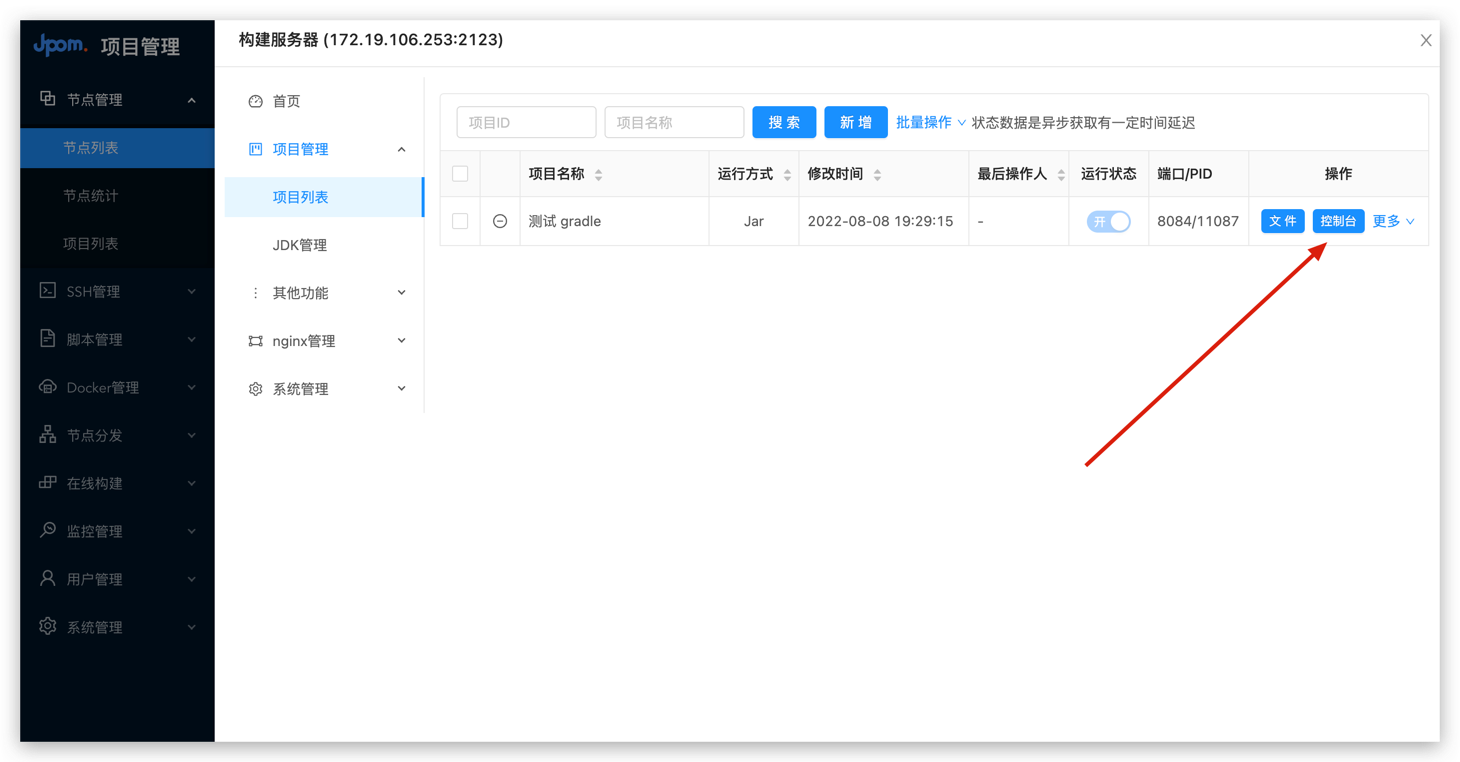 Jpom. 项目管理
节点管理
节点列表
节点统计
项目列表
SSH管理
脚本管理
Docker管理
节点分发
在线构建
监控管理
用户管理
系统管理
构建服务器 (172.19.106.253:2123)
首页
项目管理
项目列表
JDK管理
其他功能
nginx管理
系统管理
项目ID 项目名称 搜 索 新 增 批量操作 状态数据是异步获取有一定时间延迟
项目名称 运行方式 修改时间 最后操作人 运行状态 端口/PID 操作
测试 gradle Jar 2022-08-08 19:29:15 - 开 8084/11087 文 件 控制台 更多